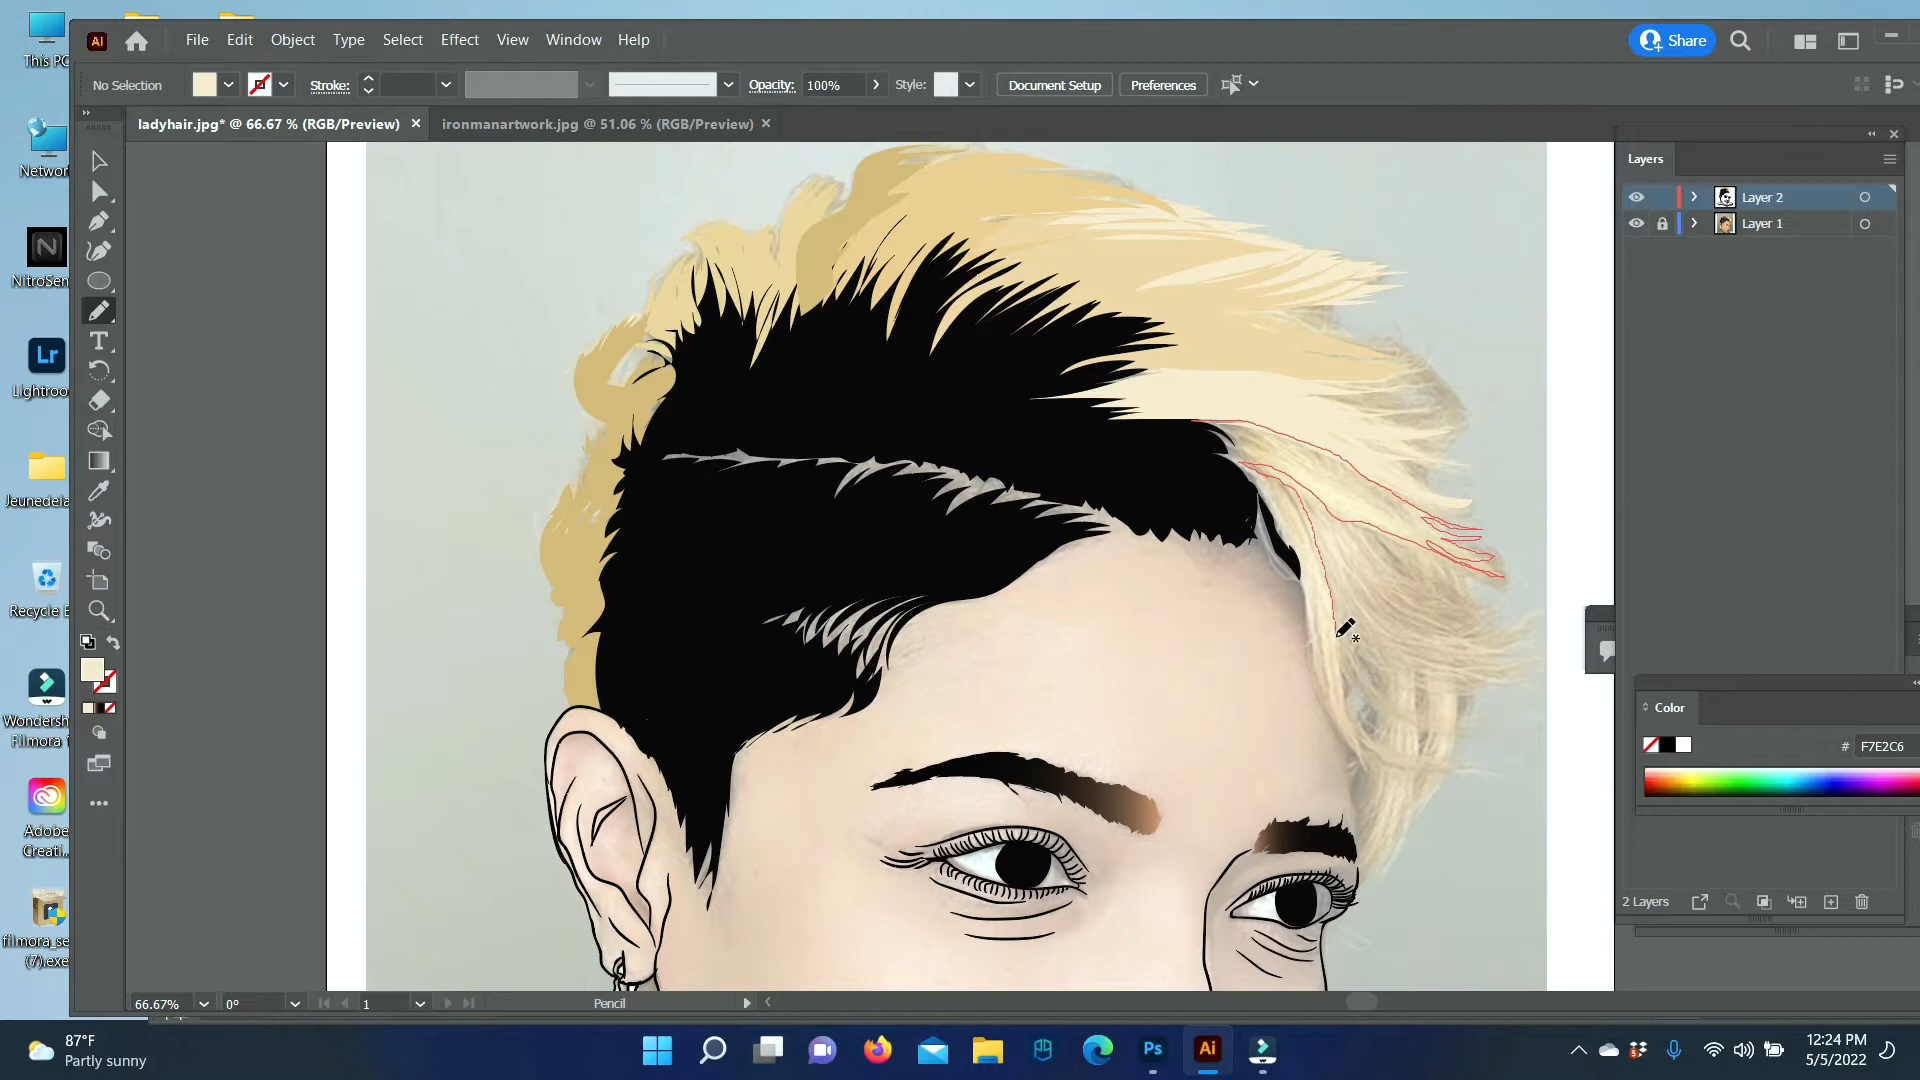 This PC
Ai
File Edit Object Type Select Effect View Window Help
Share
No Selection
Stroke:
Opacity: 100%
Style:
Document Setup
Preferences
ladyhair.jpg* @ 66.67 % (RGB/Preview)
ironmanartwork.jpg @ 51.06 % (RGB/Preview)
Networ
NitroSen
Lr
Lightroo
Jeunedela
Recycle E
Wondersh
Filmora
Adobe
Creati...
filmora_se
(7).exe
Layers
Layer 2
Layer 1
Color
# F7E2C6
2 Layers
66.67%
0°
1
Pencil
87°F
Partly sunny
Ps
Ai
12:24 PM
5/5/2022